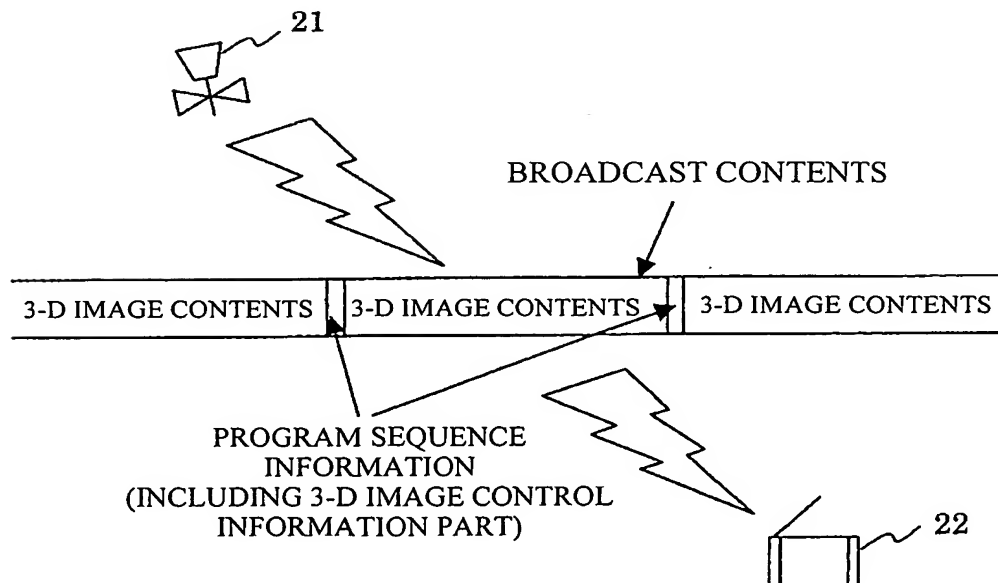 21
BROADCAST CONTENTS
3-D IMAGE CONTENTS 3-D IMAGE CONTENTS 3-D IMAGE CONTENTS
PROGRAM SEQUENCE
INFORMATION
(INCLUDING 3-D IMAGE CONTROL
INFORMATION PART)
22